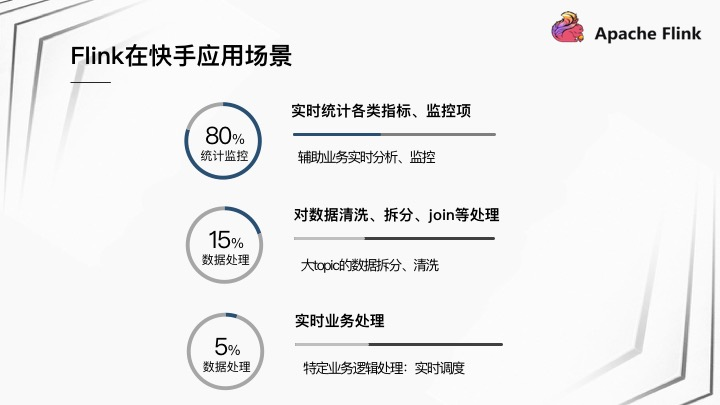 Apache Flink
Flink在快手应用场景
80%
统计监控
实时统计各类指标、监控项
辅助业务实时分析、监控
15%
数据处理
对数据清洗、拆分、join等处理
大topic的数据拆分、清洗
5%
数据处理
实时业务处理
特定业务逻辑处理：实时调度